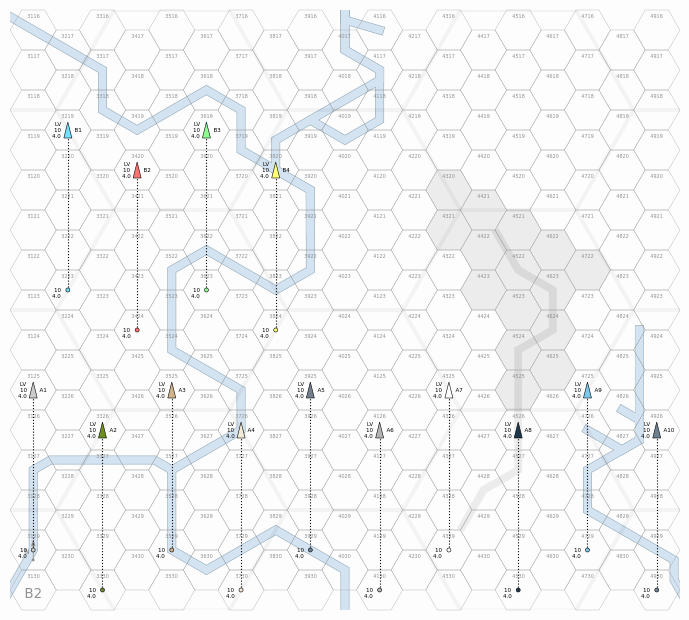 3116 3316 3516 3716 3916 4116 4316 4516 4716 4916
3217 3417 3617 3817 4017 4217 4417 4617 4817
3117 3317 3517 3717 3917 4117 4317 4517 4717 4917
3218 3418 3618 3818 4018 4218 4418 4618 4818
3118 3318 3518 3718 3918 4118 4318 4518 4718 4918
3219 3419 3619 3819 4019 4219 4419 4619 4819
LV 10 4.0 B1
LV 10 4.0 B3
3119 3319 3519 3719 3919 4119 4319 4519 4719 4919
3220 3420 3620 3820 4020 4220 4420 4620 4820
LV 10 4.0 B2
LV 10 4.0 B4
3120 3320 3520 3720 3920 4120 4320 4520 4720 4920
3221 3421 3621 3821 4021 4221 4421 4621 4821
3121 3321 3521 3721 3921 4121 4321 4521 4721 4921
3222 3422 3622 3822 4022 4222 4422 4622 4822
3122 3322 3522 3722 3922 4122 4322 4522 4722 4922
3223 3423 3623 3823 4023 4223 4423 4623 4823
10 4.0
10 4.0
3123 3323 3523 3723 3923 4123 4323 4523 4723 4923
3224 3424 3624 3824 4024 4224 4424 4624 4824
10 4.0
10 4.0
3124 3324 3524 3724 3924 4124 4324 4524 4724 4924
3225 3425 3625 3825 4025 4225 4425 4625 4825
3125 3325 3525 3725 3925 4125 4325 4525 4725 4925
LV 10 4.0 A1
LV 10 4.0 A3
LV 10 4.0 A5
LV 10 4.0 A7
LV 10 4.0 A9
3226 3426 3626 3826 4026 4226 4426 4626 4826
3126 3326 3526 3726 3926 4126 4326 4526 4726 4926
LV 10 4.0 A2
LV 10 4.0 A4
LV 10 4.0 A6
LV 10 4.0 A8
LV 10 4.0 A10
3227 3427 3627 3827 4027 4227 4427 4627 4827
3127 3327 3527 3727 3927 4127 4327 4527 4727 4927
3228 3428 3628 3828 4028 4228 4428 4628 4828
3128 3328 3528 3728 3928 4128 4328 4528 4728 4928
3229 3429 3629 3829 4029 4229 4429 4629 4829
3129 3329 3529 3729 3929 4129 4329 4529 4729 4929
10 4.0
10 4.0
10 4.0
10 4.0
10 4.0
3230 3430 3630 3830 4030 4230 4430 4630 4830
3130 3330 3530 3730 3930 4130 4330 4530 4730 4930
10 4.0
10 4.0
10 4.0
10 4.0
10 4.0
B2